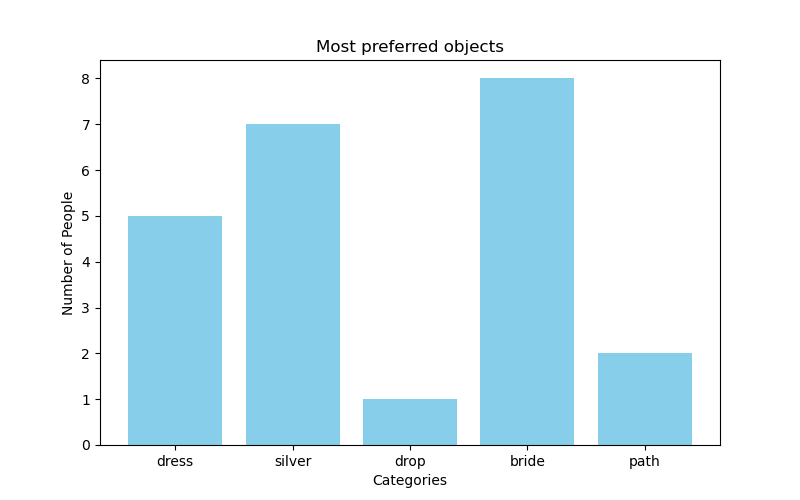 Most preferred objects
Number of People
8
7
6
5
4
3
2
1
0
dress silver drop bride path
Categories